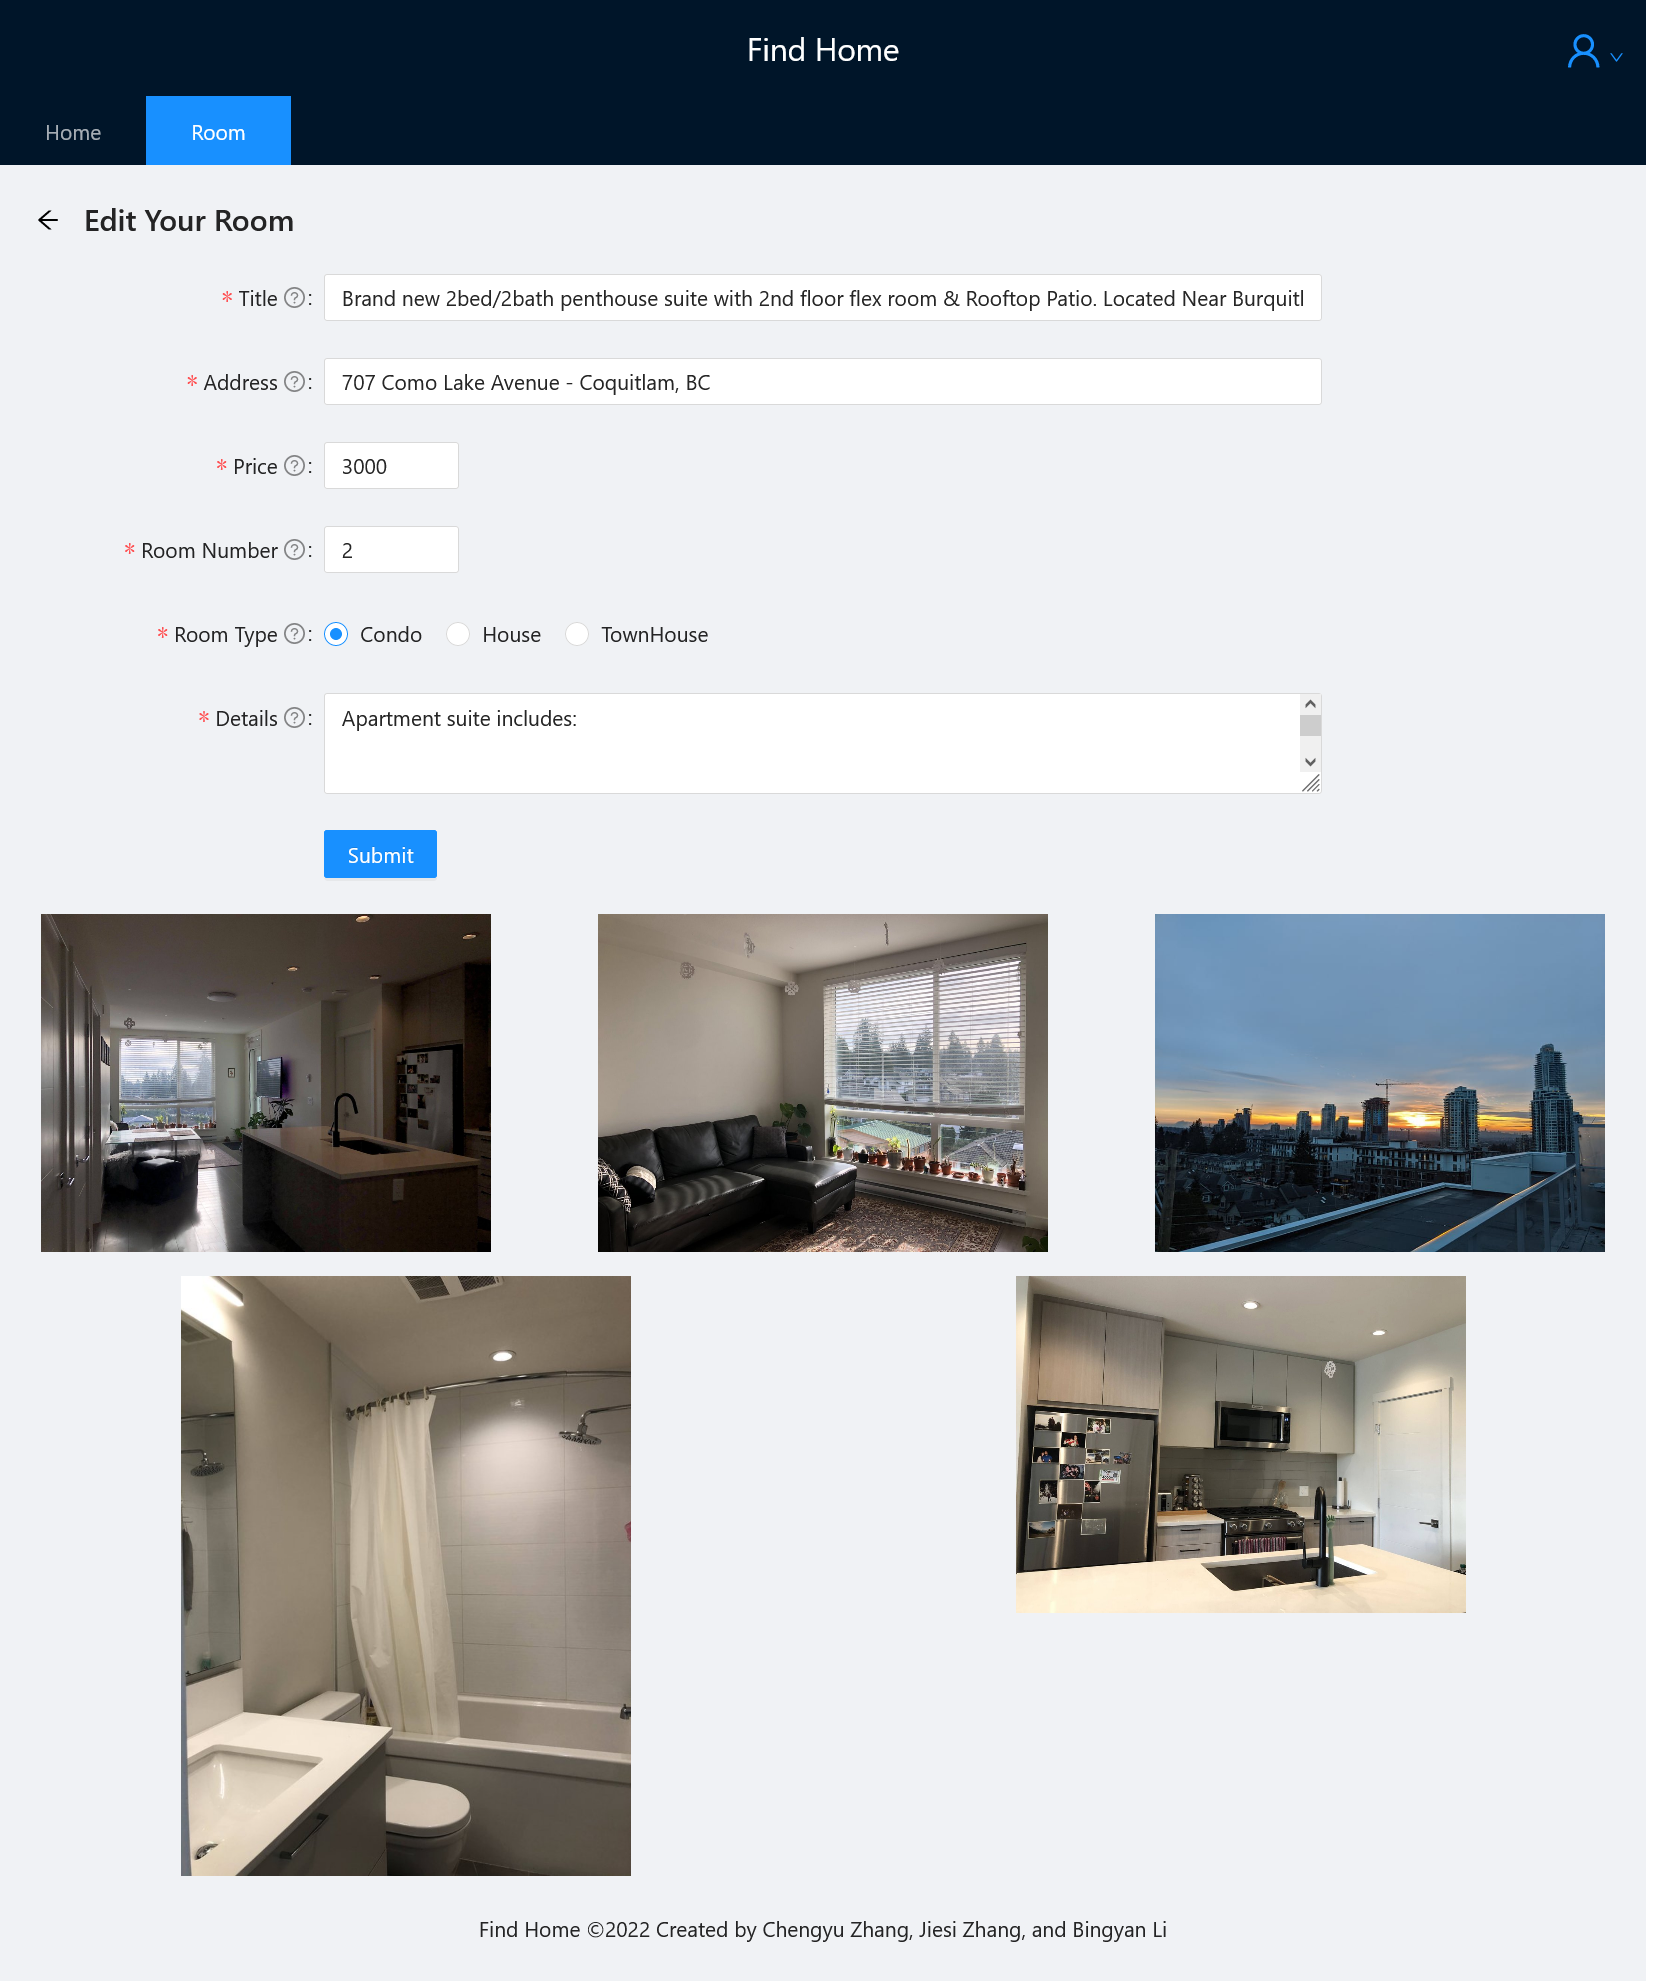 Find Home
Home
Room
Edit Your Room
* Title ? :
Brand new 2bed/2bath penthouse suite with 2nd floor flex room & Rooftop Patio. Located Near Burquitl
* Address ? :
707 Como Lake Avenue - Coquitlam, BC
* Price ? :
3000
* Room Number ? :
2
* Room Type ? :
Condo House TownHouse
* Details ? :
Apartment suite includes:
Submit
Find Home ©2022 Created by Chengyu Zhang, Jiesi Zhang, and Bingyan Li